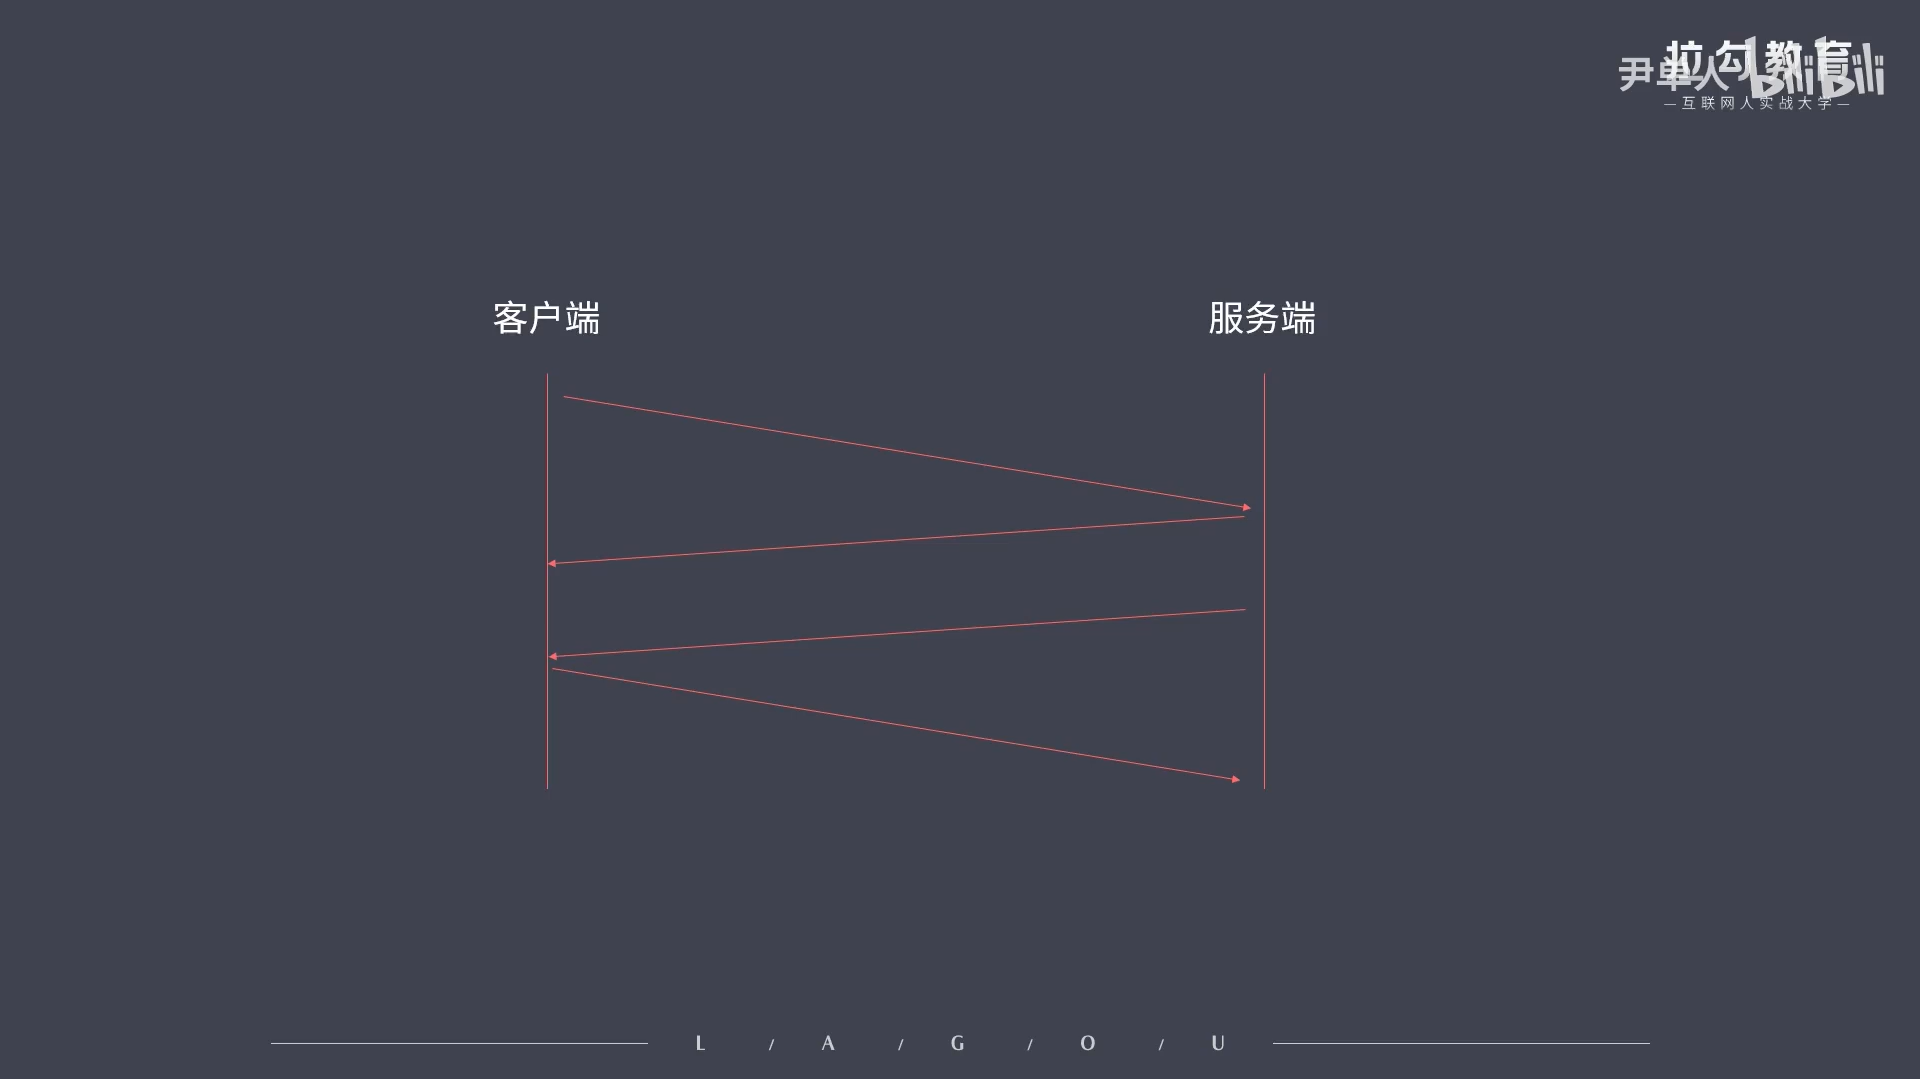 拉勾教育
尹单人 bilibili
—互联网人实战大学—
客户端
服务端
L / A / G / O / U